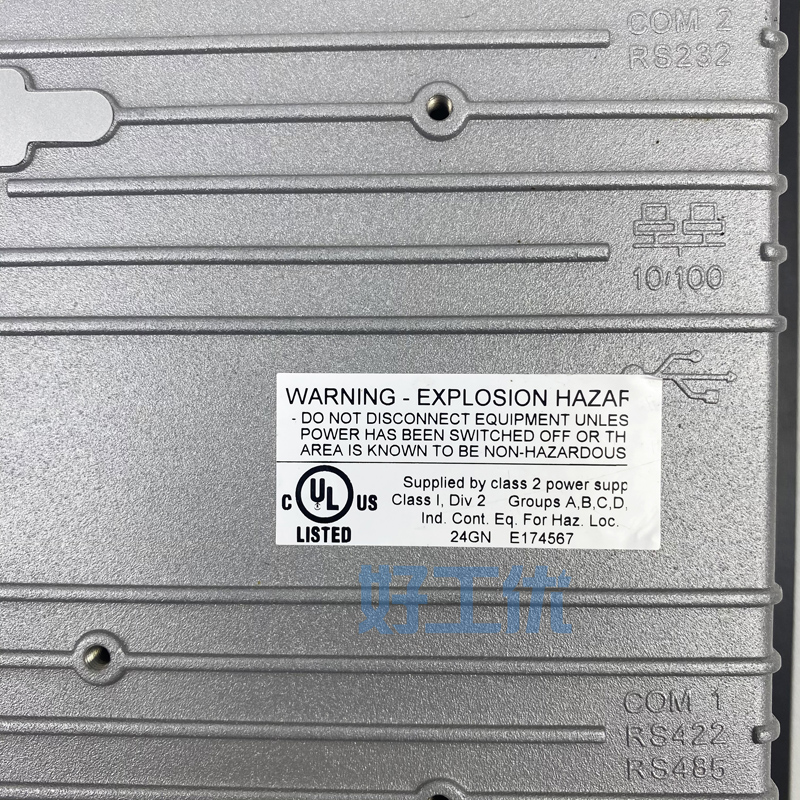 COM 2
RS232
10/100
WARNING - EXPLOSION HAZAR
- DO NOT DISCONNECT EQUIPMENT UNLES
POWER HAS BEEN SWITCHED OFF OR TH
AREA IS KNOWN TO BE NON-HAZARDOUS
Supplied by class 2 power supp
C UL US
Class I, Div 2 Groups A,B,C,D,
Ind. Cont. Eq. For Haz. Loc.
LISTED
24GN E174567
好工优
COM 1
RS422
RS485